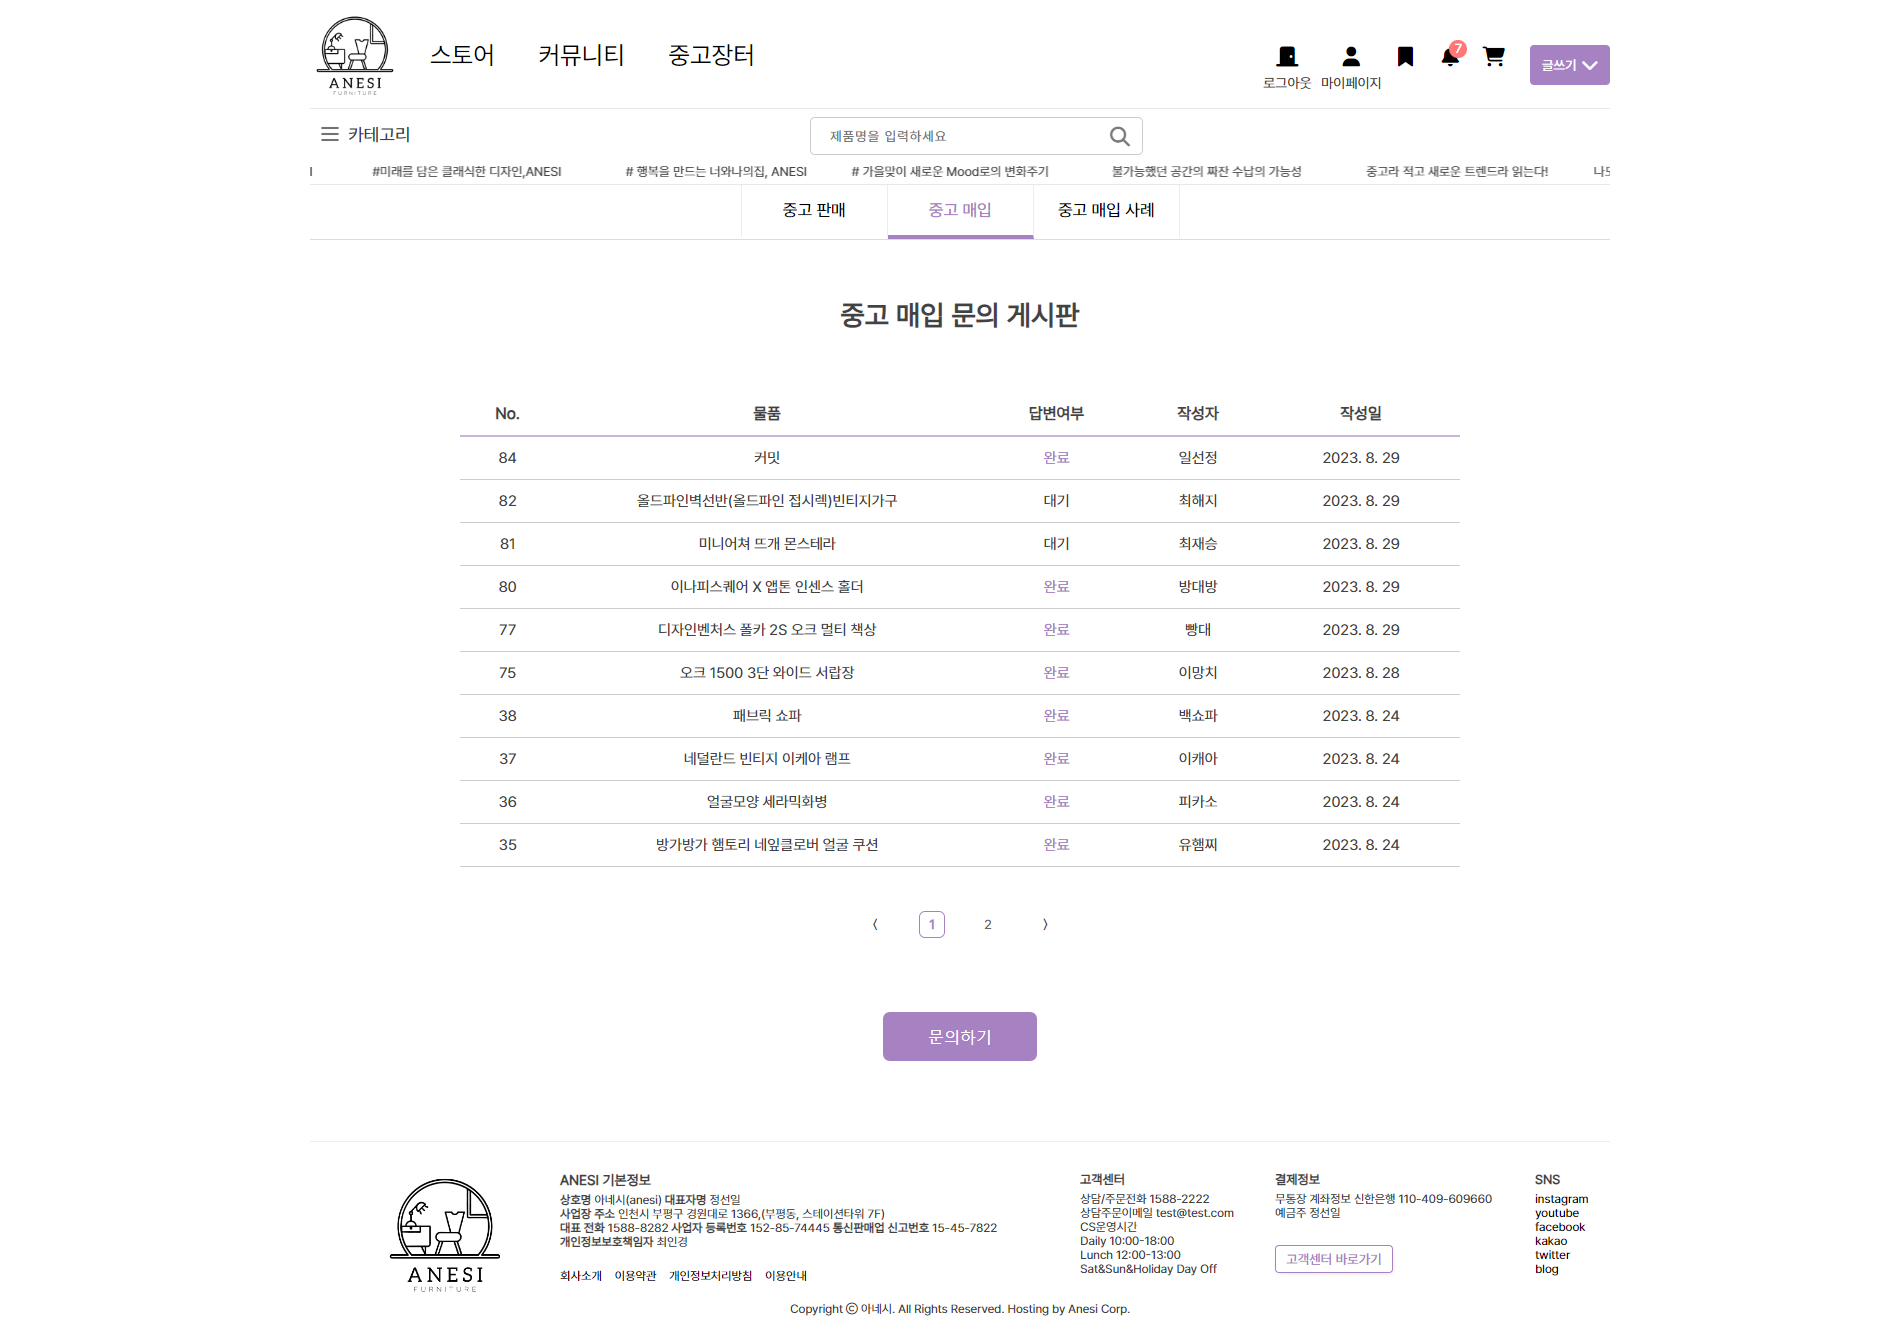 ANESI
FURNITURE
스토어 커뮤니티 중고장터
7
로그아웃 마이페이지
글쓰기
카테고리
제품명을 입력하세요
#미래를 담은 클래식한 디자인,ANESI # 행복을 만드는 너와나의집, ANESI # 가을맞이 새로운 Mood로의 변화주기 불가능했던 공간의 짜잔 수납의 가능성 중고라 적고 새로운 트렌드라 읽는다!
중고 판매 중고 매입 중고 매입 사례
중고 매입 문의 게시판
No. 물품 답변여부 작성자 작성일
84 커밋 완료 일선정 2023. 8. 29
82 올드파인벽선반(올드파인 접시렉)빈티지가구 대기 최해지 2023. 8. 29
81 미니어쳐 뜨개 몬스테라 대기 최재승 2023. 8. 29
80 이나피스퀘어 X 앱톤 인센스 홀더 완료 방대방 2023. 8. 29
77 디자인벤처스 폴카 2S 오크 멀티 책상 완료 빵대 2023. 8. 29
75 오크 1500 3단 와이드 서랍장 완료 이망치 2023. 8. 28
38 패브릭 쇼파 완료 백쇼파 2023. 8. 24
37 네덜란드 빈티지 이케아 램프 완료 이캐아 2023. 8. 24
36 얼굴모양 세라믹화병 완료 피카소 2023. 8. 24
35 방가방가 햄토리 네잎클로버 얼굴 쿠션 완료 유햄찌 2023. 8. 24
〈 1 2 〉
문의하기
ANESI
FURNITURE
ANESI 기본정보
상호명 아네시(anesi) 대표자명 정선일
사업장 주소 인천시 부평구 경원대로 1366,(부평동, 스테이션타워 7F)
대표 전화 1588-8282 사업자 등록번호 152-85-74445 통신판매업 신고번호 15-45-7822
개인정보보호책임자 최인경
회사소개 이용약관 개인정보처리방침 이용안내
고객센터
상담/주문전화 1588-2222
상담주문이메일 test@test.com
CS운영시간
Daily 10:00-18:00
Lunch 12:00-13:00
Sat&Sun&Holiday Day Off
결제정보
무통장 계좌정보 신한은행 110-409-609660
예금주 정선일
고객센터 바로가기
SNS
instagram
youtube
facebook
kakao
twitter
blog
Copyright ⓒ 아네시. All Rights Reserved. Hosting by Anesi Corp.